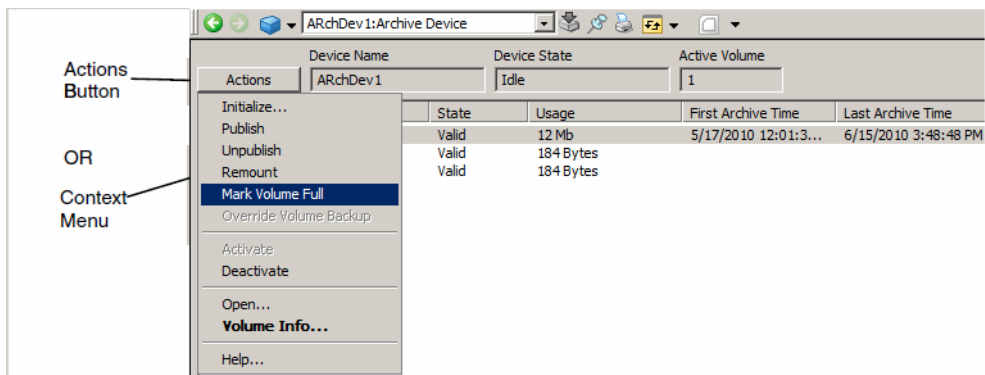 ARchDev1:Archive Device
Device Name Device State Active Volume
Actions ARchDev1 Idle 1
Actions
Button
OR
Context
Menu
Initialize...
Publish
Unpublish
Remount
Mark Volume Full
Override Volume Backup
Activate
Deactivate
Open...
Volume Info...
Help...
State Usage First Archive Time Last Archive Time
Valid 12 Mb 5/17/2010 12:01:3... 6/15/2010 3:48:48 PM
Valid 184 Bytes
Valid 184 Bytes